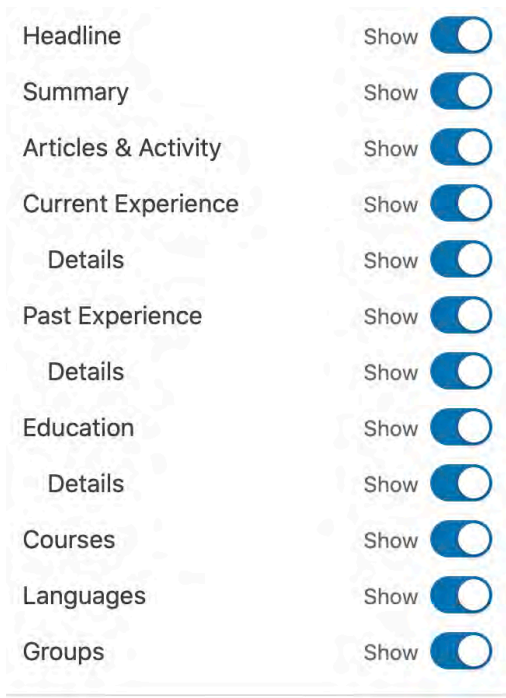 Headline Show
Summary Show
Articles & Activity Show
Current Experience Show
Details Show
Past Experience Show
Details Show
Education Show
Details Show
Courses Show
Languages Show
Groups Show